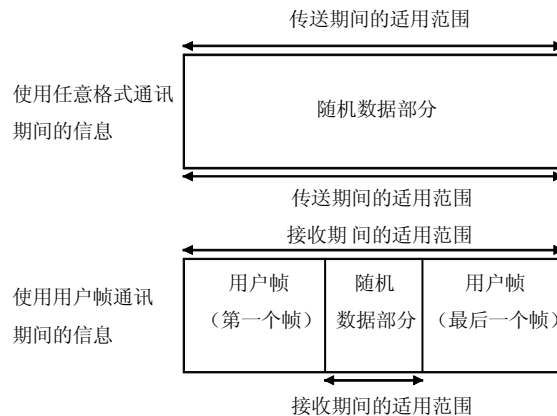 传送期间的适用范围
使用任意格式通讯
期间的信息
随机数据部分
传送期间的适用范围
接收期 间的适用范围
使用用户帧通讯
期间的信息
用户帧
（第一个帧）
随机
数据部分
用户帧
（最后一个帧）
接收期间的适用范围